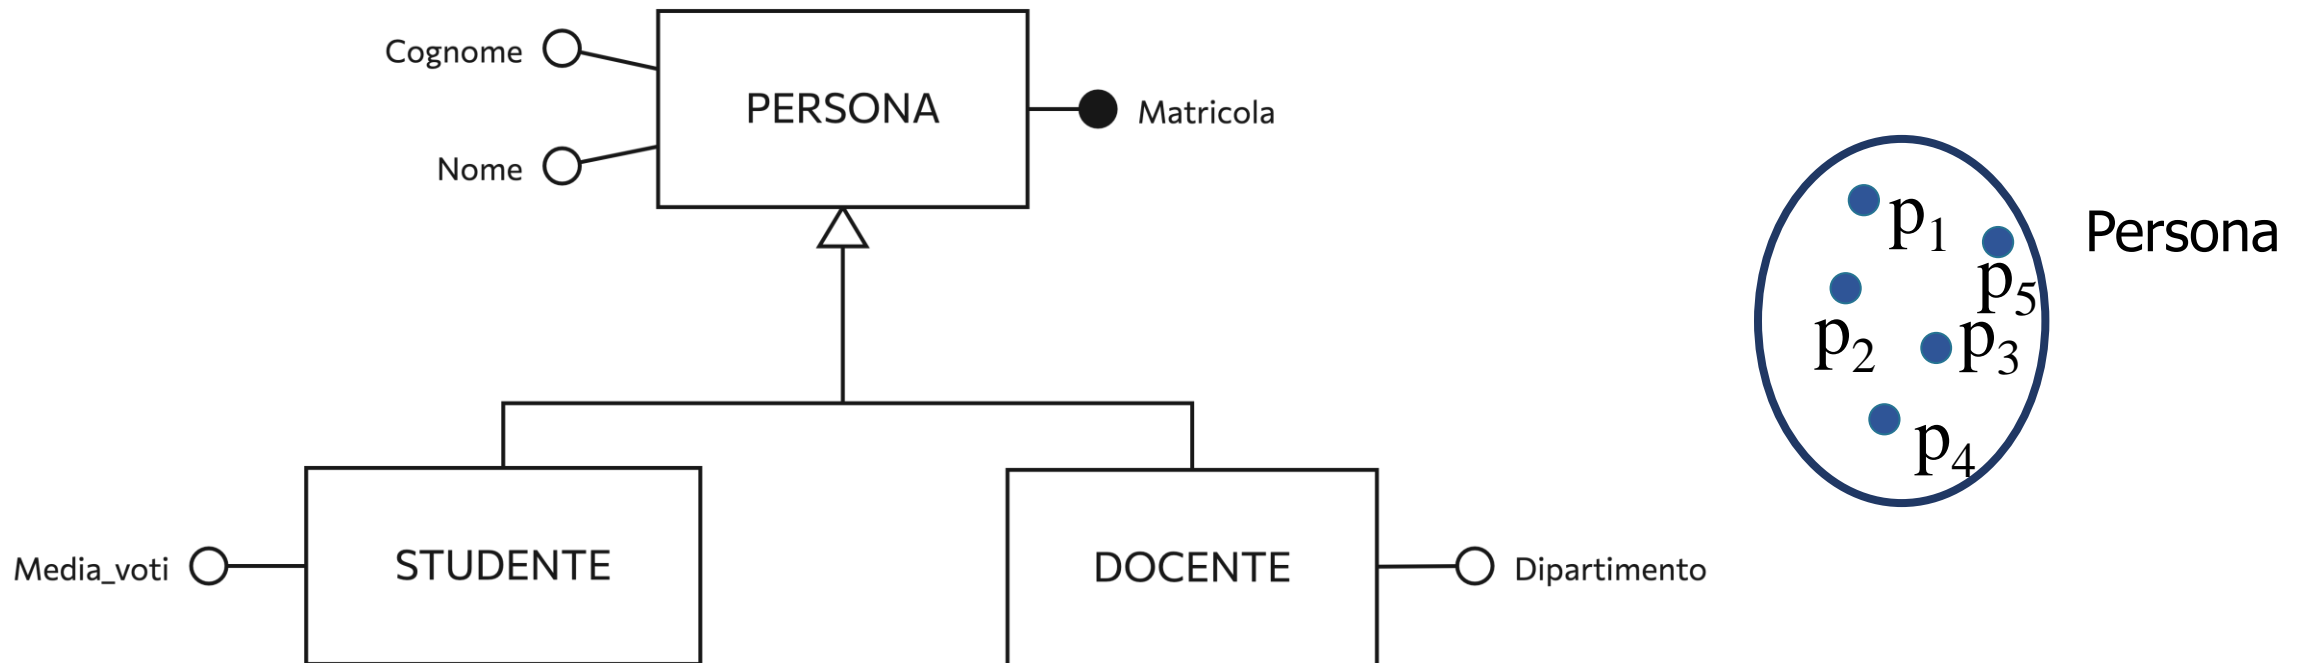 Cognome
PERSONA
Matricola
Nome
p1
Persona
p5
p2
p3
p4
Media_voti
STUDENTE
DOCENTE
Dipartimento